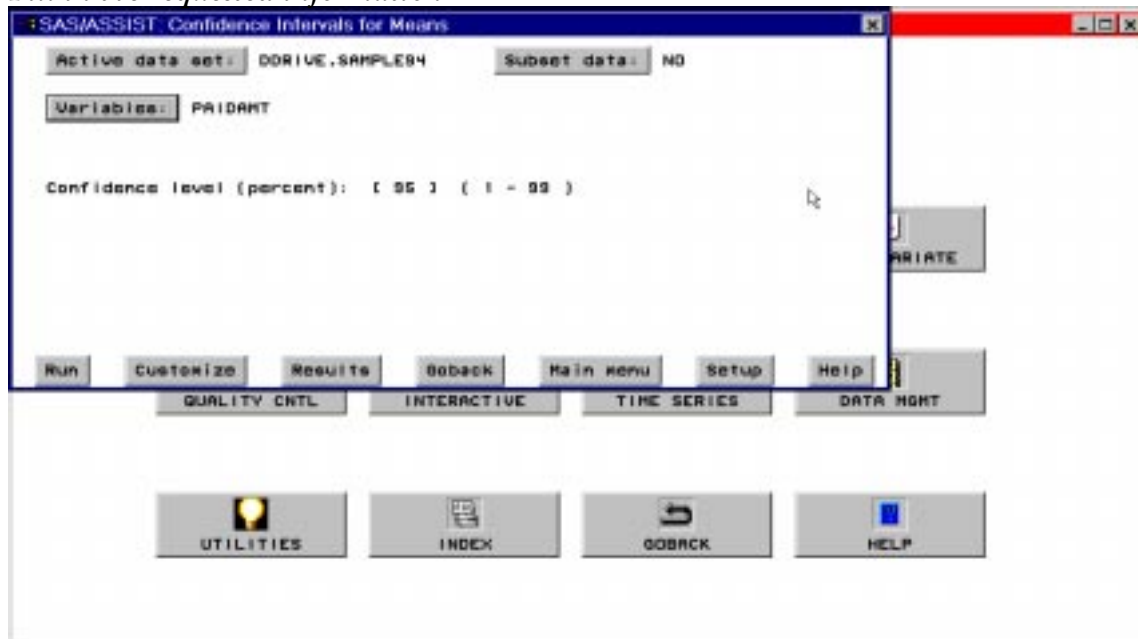 SAS/ASSIST: Confidence Intervals for Means
Active data set: DDRIVE.SAMPLE94 Subset data: NO
Variables: PAIDAMT
Confidence level (percent): [ 95 ] ( 1 - 99 )
ARIATE
Run Customize Results Goback Main menu Setup Help
QUALITY CNTL INTERACTIVE TIME SERIES DATA MGMT
UTILITIES INDEX GOBACK HELP